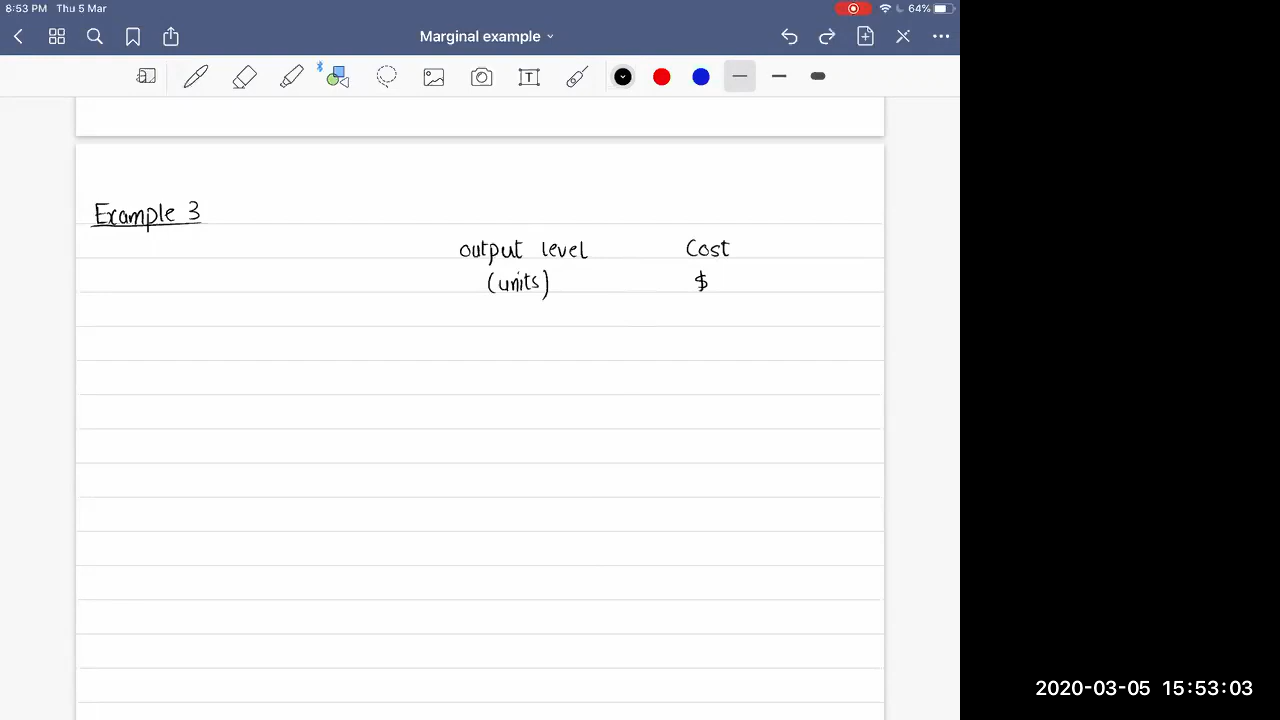 8:53 PM Thu 5 Mar 64%
Marginal example
T
Example 3
output level Cost
(units) $
2020-03-05 15:53:03